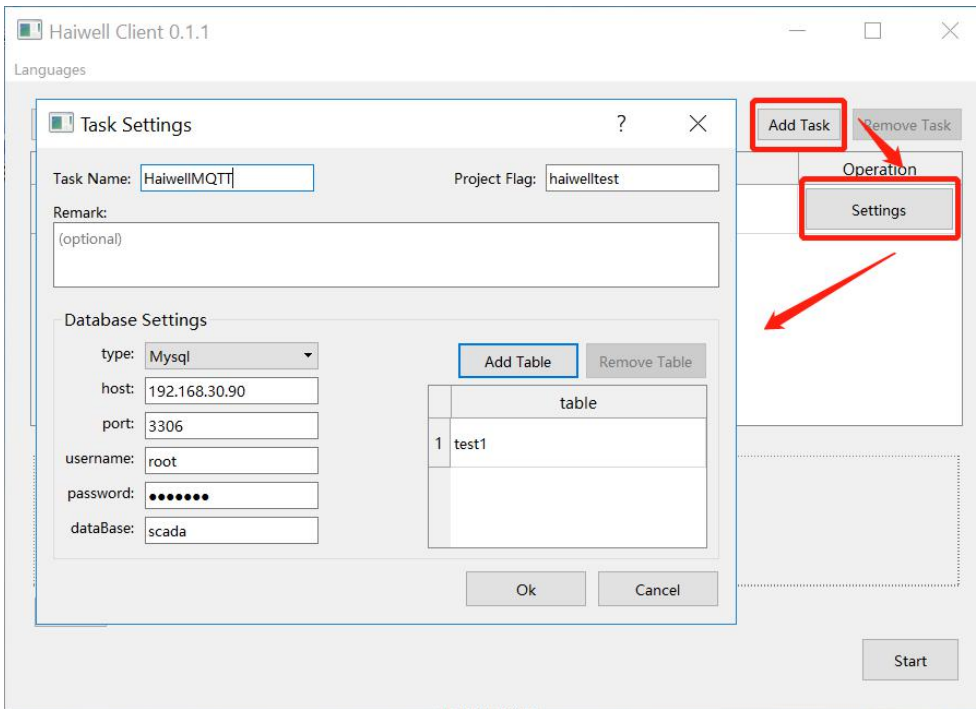 Haiwell Client 0.1.1
Languages
Task Settings ?
Add Task Remove Task
Task Name: HaiwellMQTT Project Flag: haiwelltest
Operation
Remark:
Settings
(optional)
Database Settings
type: Mysql
Add Table Remove Table
host: 192.168.30.90
table
port: 3306
1 test1
username: root
password: •••••••
dataBase: scada
Ok Cancel
Start